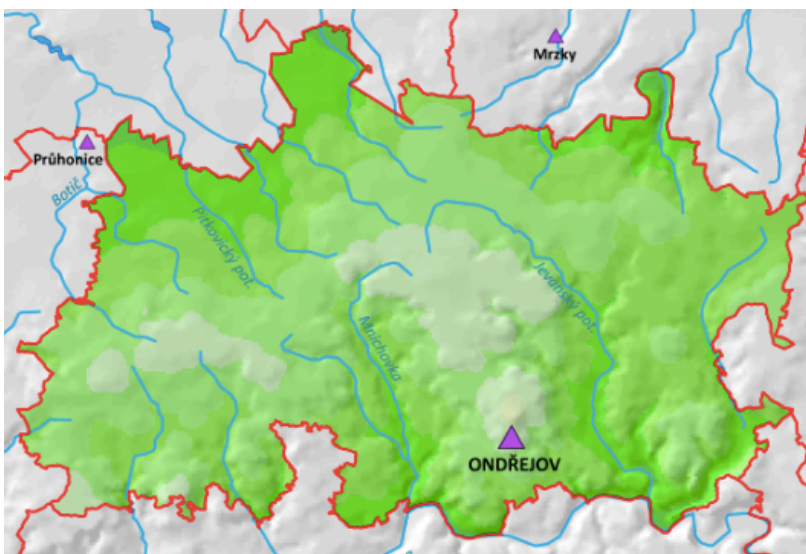 Mrzky
Průhonice
Botič
Pitkovický pot.
Jevanský pot.
Mnichovka
ONDŘEJOV